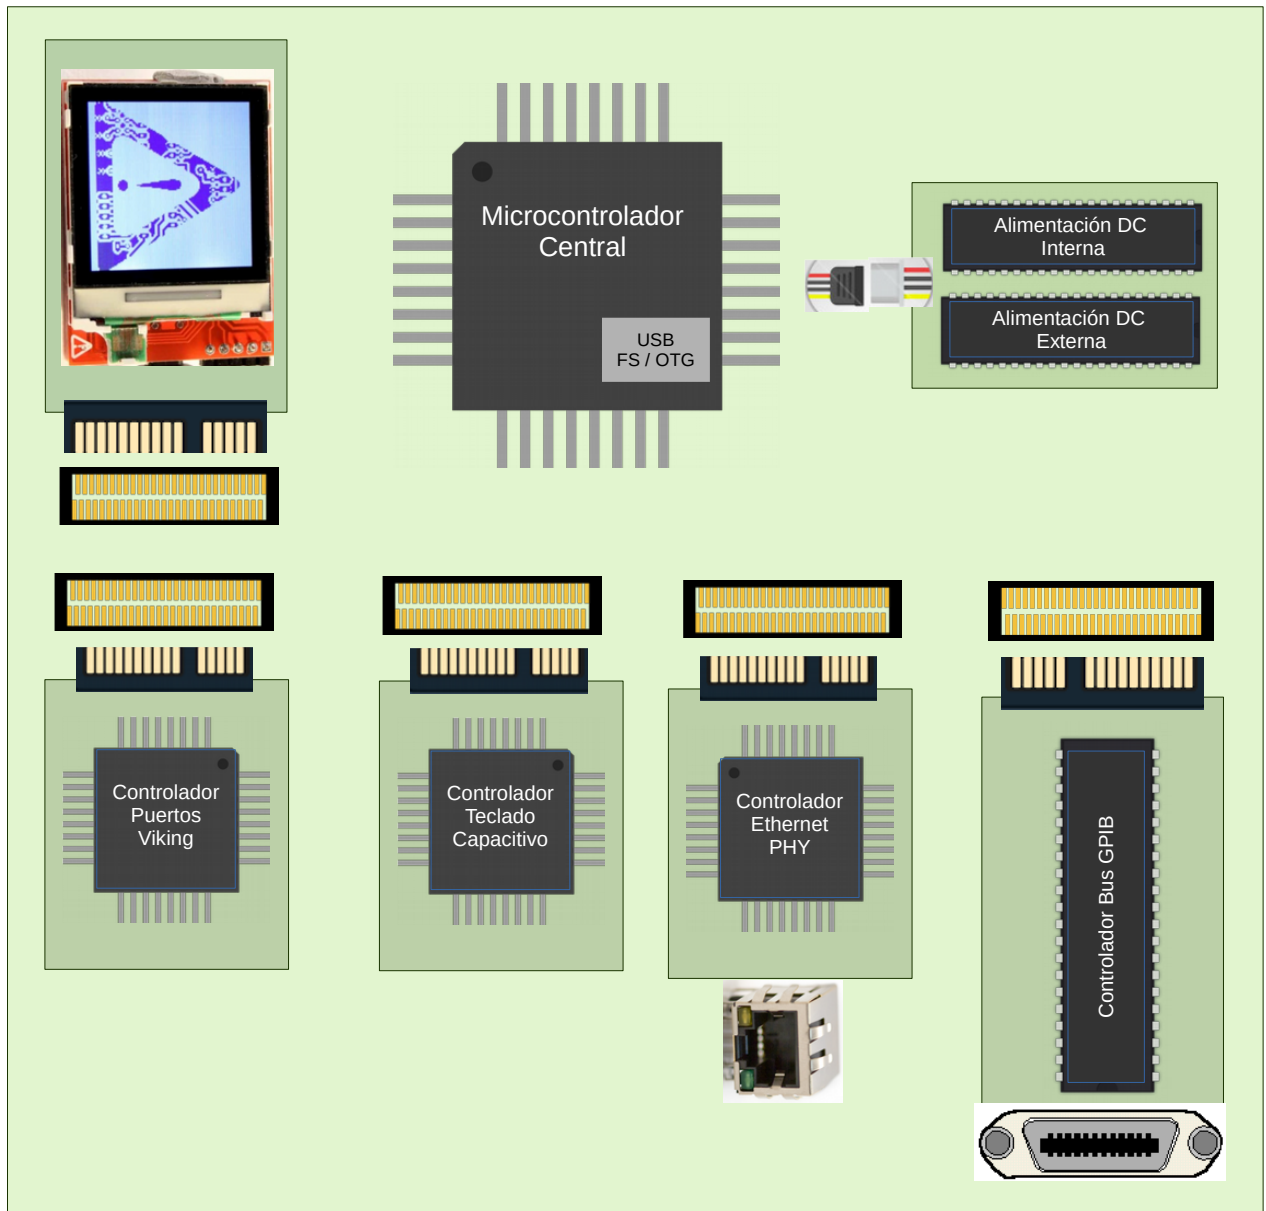 Microcontrolador
Central
USB
FS / OTG
Alimentación DC
Interna
Alimentación DC
Externa
Controlador
Puertos
Viking
Controlador
Teclado
Capacitivo
Controlador
Ethernet
PHY
Controlador Bus GPIB